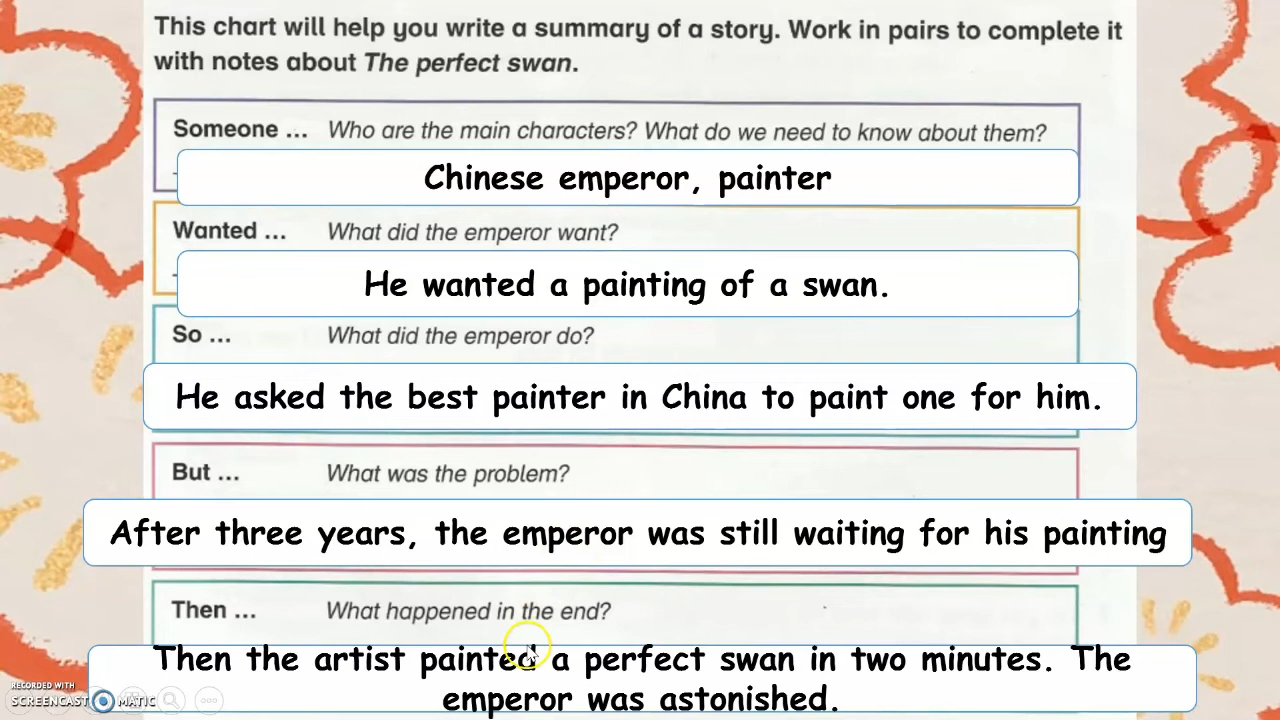 This chart will help you write a summary of a story. Work in pairs to complete it
with notes about The perfect swan.
Someone ... Who are the main characters? What do we need to know about them?
Chinese emperor, painter
Wanted ... What did the emperor want?
He wanted a painting of a swan.
So ... What did the emperor do?
He asked the best painter in China to paint one for him.
But ... What was the problem?
After three years, the emperor was still waiting for his painting
Then ... What happened in the end?
Then the artist painted a perfect swan in two minutes. The
emperor was astonished.
RECORDED WITH
SCREENCAST MATIC